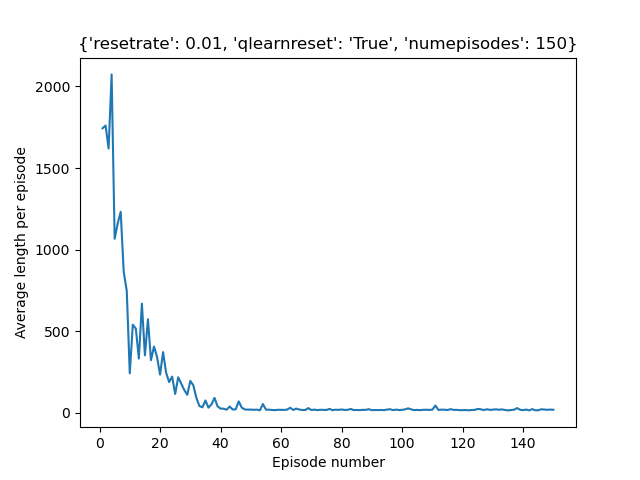 {'resetrate': 0.01, 'qlearnreset': 'True', 'numepisodes': 150}
2000
1500
1000
500
0
Average length per episode
0 20 40 60 80 100 120 140
Episode number